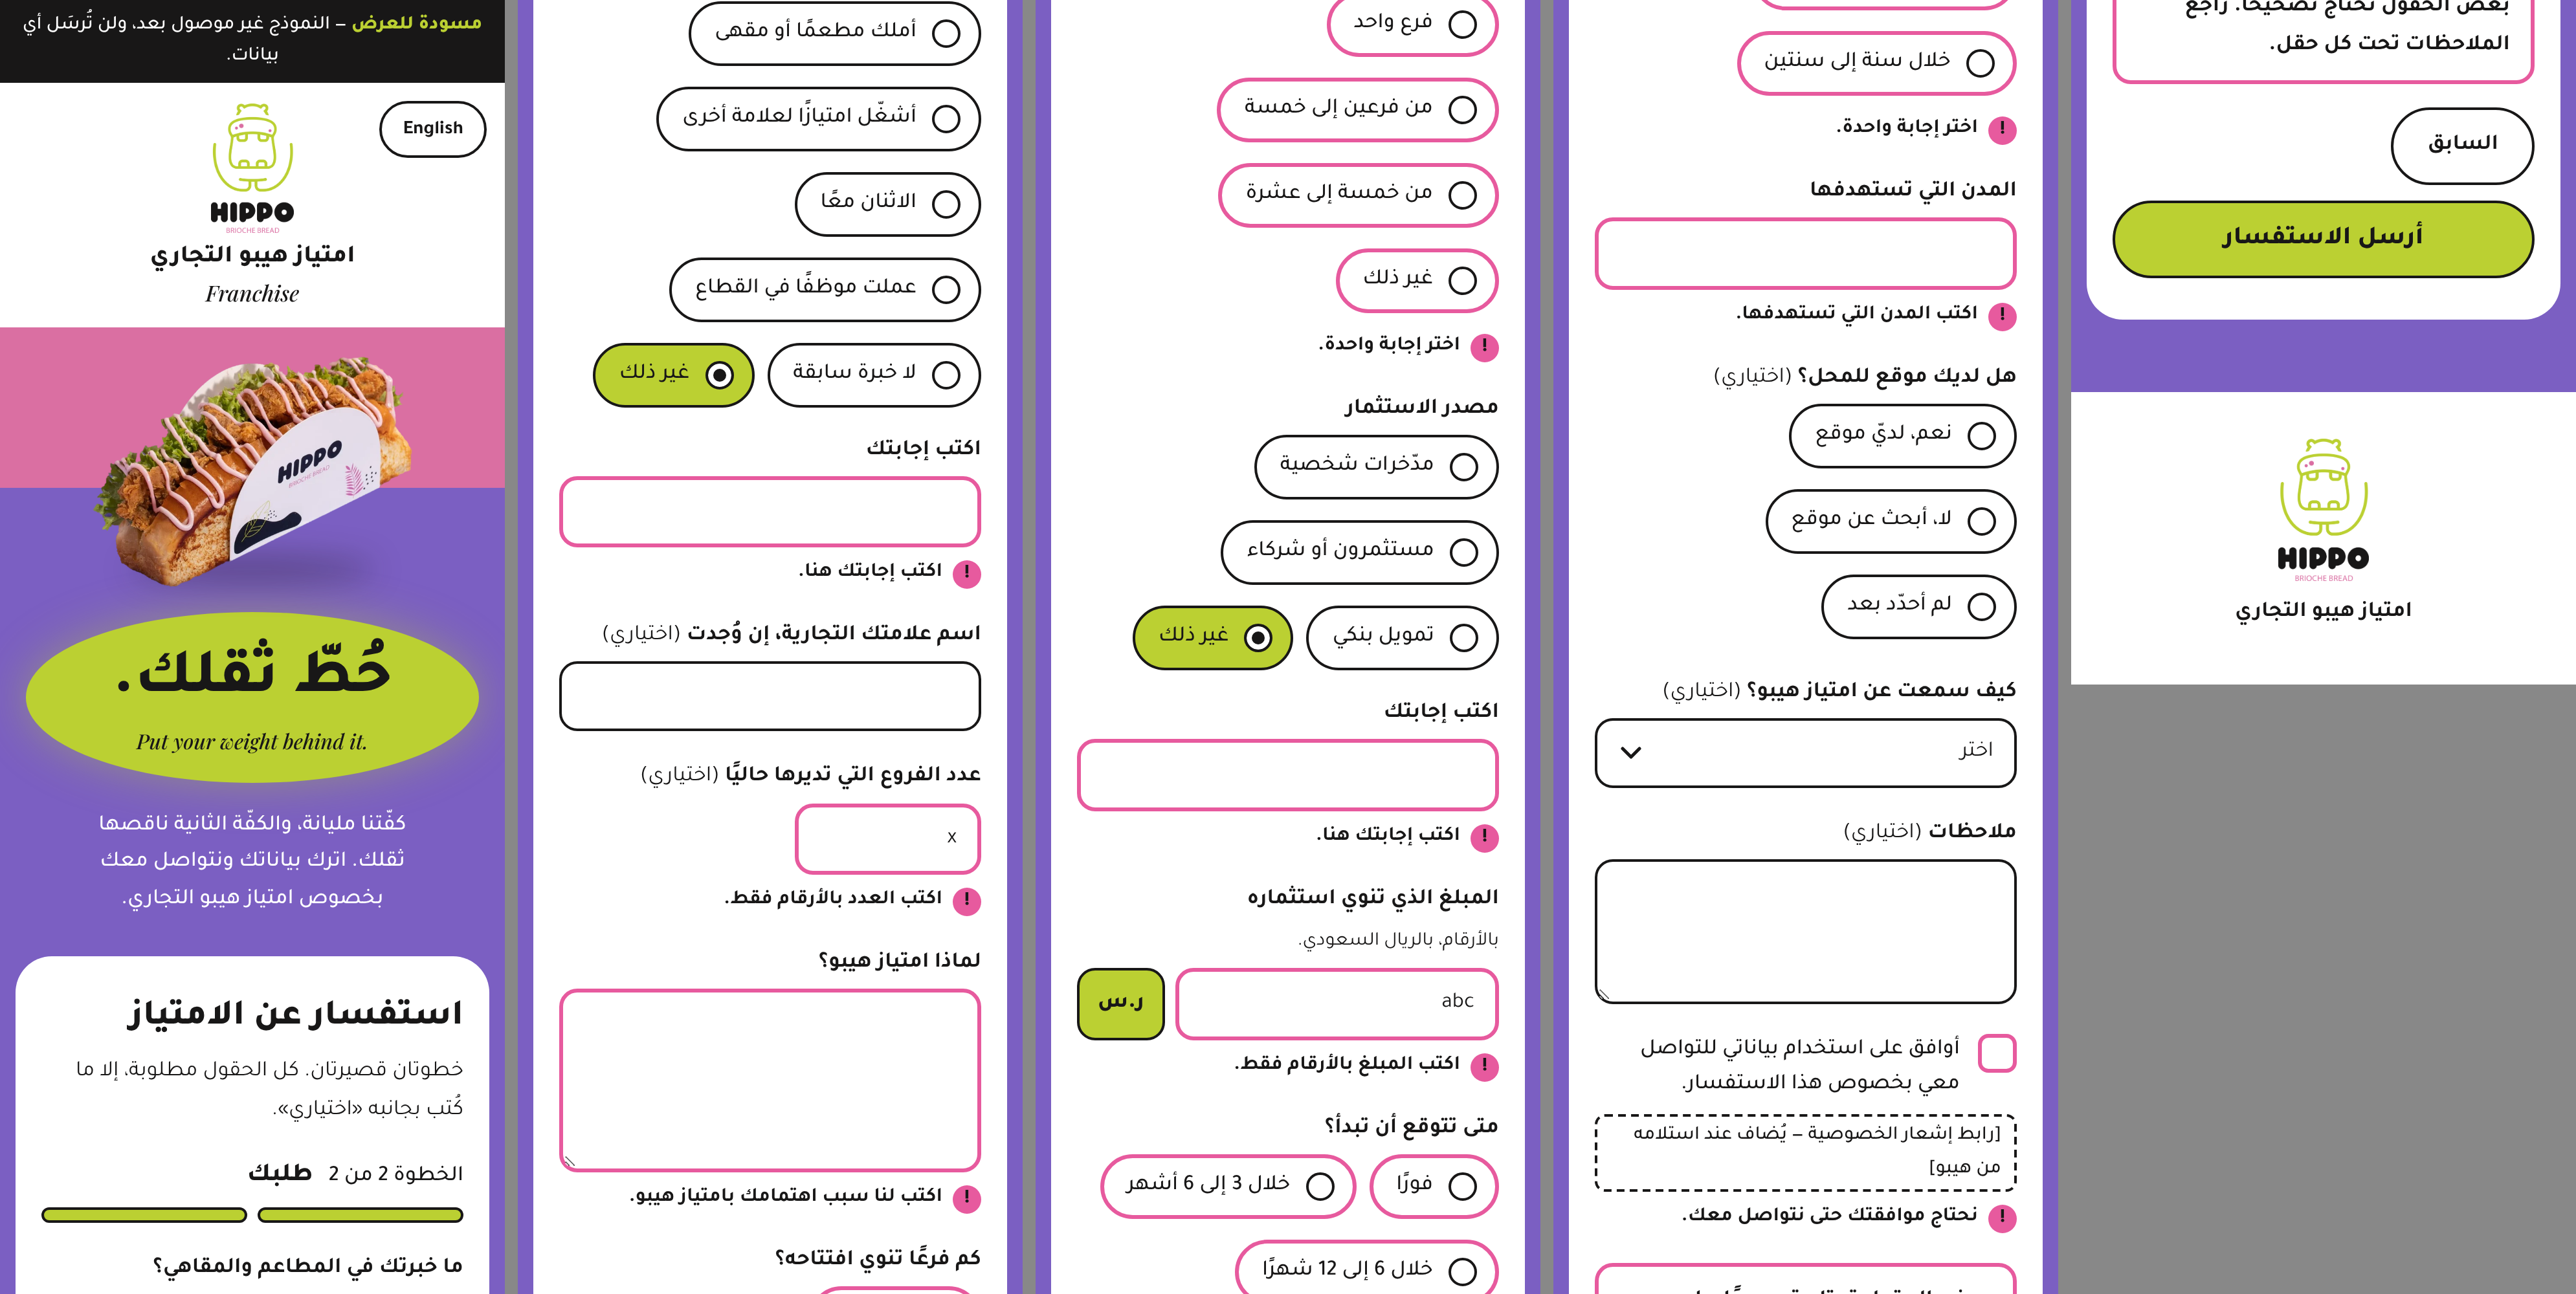 مسودة للعرض – النموذج غير موصول بعد، ولن تُرسَل أي
بيانات.
English
HIPPO
BRIOCHE BREAD
امتياز هيبو التجاري
Franchise
HIPPO
BRIOCHE BREAD
حُطّ ثقلك.
Put your weight behind it.
كفّتنا مليانة، والكفّة الثانية ناقصها
ثقلك. اترك بياناتك ونتواصل معك
بخصوص امتياز هيبو التجاري.
استفسار عن الامتياز
خطوتان قصيرتان. كل الحقول مطلوبة، إلا ما
كُتب بجانبه «اختياري».
الخطوة 2 من 2 طلبك
ما خبرتك في المطاعم والمقاهي؟
أملك مطعمًا أو مقهى
أشغّل امتيازًا لعلامة أخرى
الاثنان معًا
عملت موظفًا في القطاع
لا خبرة سابقة
غير ذلك
اكتب إجابتك
! اكتب إجابتك هنا.
اسم علامتك التجارية، إن وُجدت (اختياري)
عدد الفروع التي تديرها حاليًا (اختياري)
x
! اكتب العدد بالأرقام فقط.
لماذا امتياز هيبو؟
! اكتب لنا سبب اهتمامك بامتياز هيبو.
كم فرعًا تنوي افتتاحه؟
فرع واحد
من فرعين إلى خمسة
من خمسة إلى عشرة
غير ذلك
! اختر إجابة واحدة.
مصدر الاستثمار
مدّخرات شخصية
مستثمرون أو شركاء
تمويل بنكي
غير ذلك
اكتب إجابتك
! اكتب إجابتك هنا.
المبلغ الذي تنوي استثماره
بالأرقام، بالريال السعودي.
abc
ر.س
! اكتب المبلغ بالأرقام فقط.
متى تتوقع أن تبدأ؟
فورًا
خلال 3 إلى 6 أشهر
خلال 6 إلى 12 شهرًا
خلال سنة إلى سنتين
! اختر إجابة واحدة.
المدن التي تستهدفها
! اكتب المدن التي تستهدفها.
هل لديك موقع للمحل؟ (اختياري)
نعم، لديّ موقع
لا، أبحث عن موقع
لم أحدّد بعد
كيف سمعت عن امتياز هيبو؟ (اختياري)
اختر
ملاحظات (اختياري)
أوافق على استخدام بياناتي للتواصل
معي بخصوص هذا الاستفسار.
[رابط إشعار الخصوصية – يُضاف عند استلامه
من هيبو]
! نحتاج موافقتك حتى نتواصل معك.
بعض الحقول تحتاج تصحيحًا. راجع
الملاحظات تحت كل حقل.
السابق
أرسل الاستفسار
HIPPO
BRIOCHE BREAD
امتياز هيبو التجاري